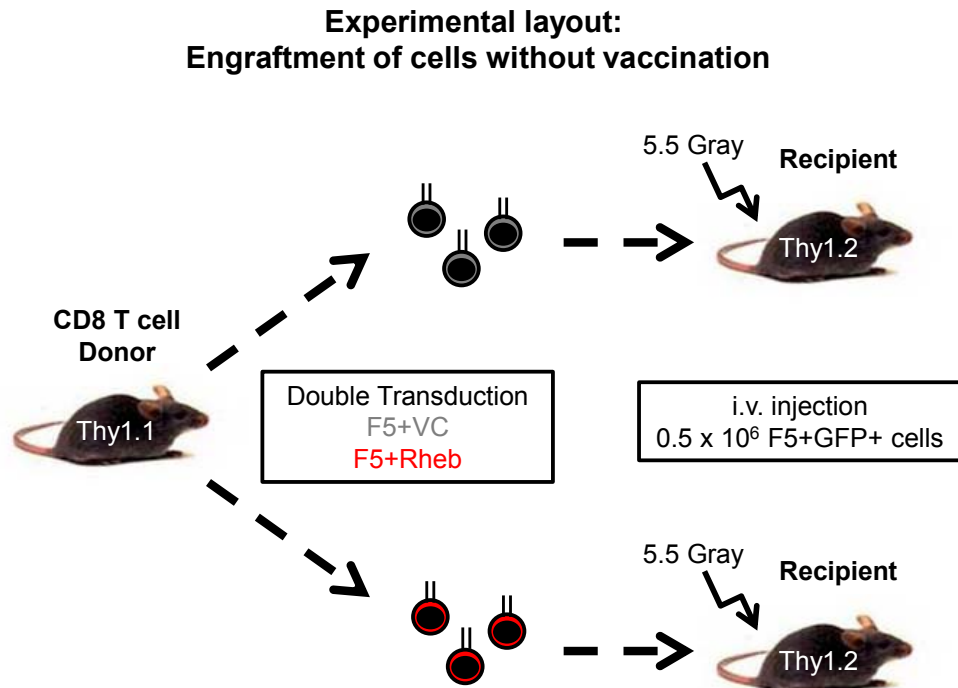 Experimental layout:
Engraftment of cells without vaccination
5.5 Gray
Recipient
Thy1.2
CD8 T cell
Donor
Thy1.1
Double Transduction
F5+VC
F5+Rheb
i.v. injection
0.5 x 10⁶ F5+GFP+ cells
5.5 Gray
Recipient
Thy1.2